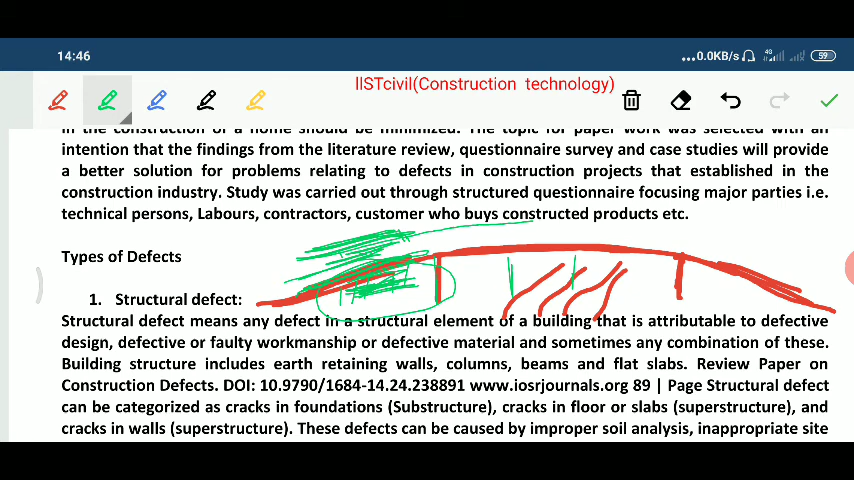 14:46
...0.0KB/s 4G 59
IISTcivil(Construction technology)
in the construction of a home should be minimized. The topic for paper work was selected with an
intention that the findings from the literature review, questionnaire survey and case studies will provide
a better solution for problems relating to defects in construction projects that established in the
construction industry. Study was carried out through structured questionnaire focusing major parties i.e.
technical persons, Labours, contractors, customer who buys constructed products etc.
Types of Defects
1. Structural defect:
Structural defect means any defect in a structural element of a building that is attributable to defective
design, defective or faulty workmanship or defective material and sometimes any combination of these.
Building structure includes earth retaining walls, columns, beams and flat slabs. Review Paper on
Construction Defects. DOI: 10.9790/1684-14.24.238891 www.iosrjournals.org 89 | Page Structural defect
can be categorized as cracks in foundations (Substructure), cracks in floor or slabs (superstructure), and
cracks in walls (superstructure). These defects can be caused by improper soil analysis, inappropriate site